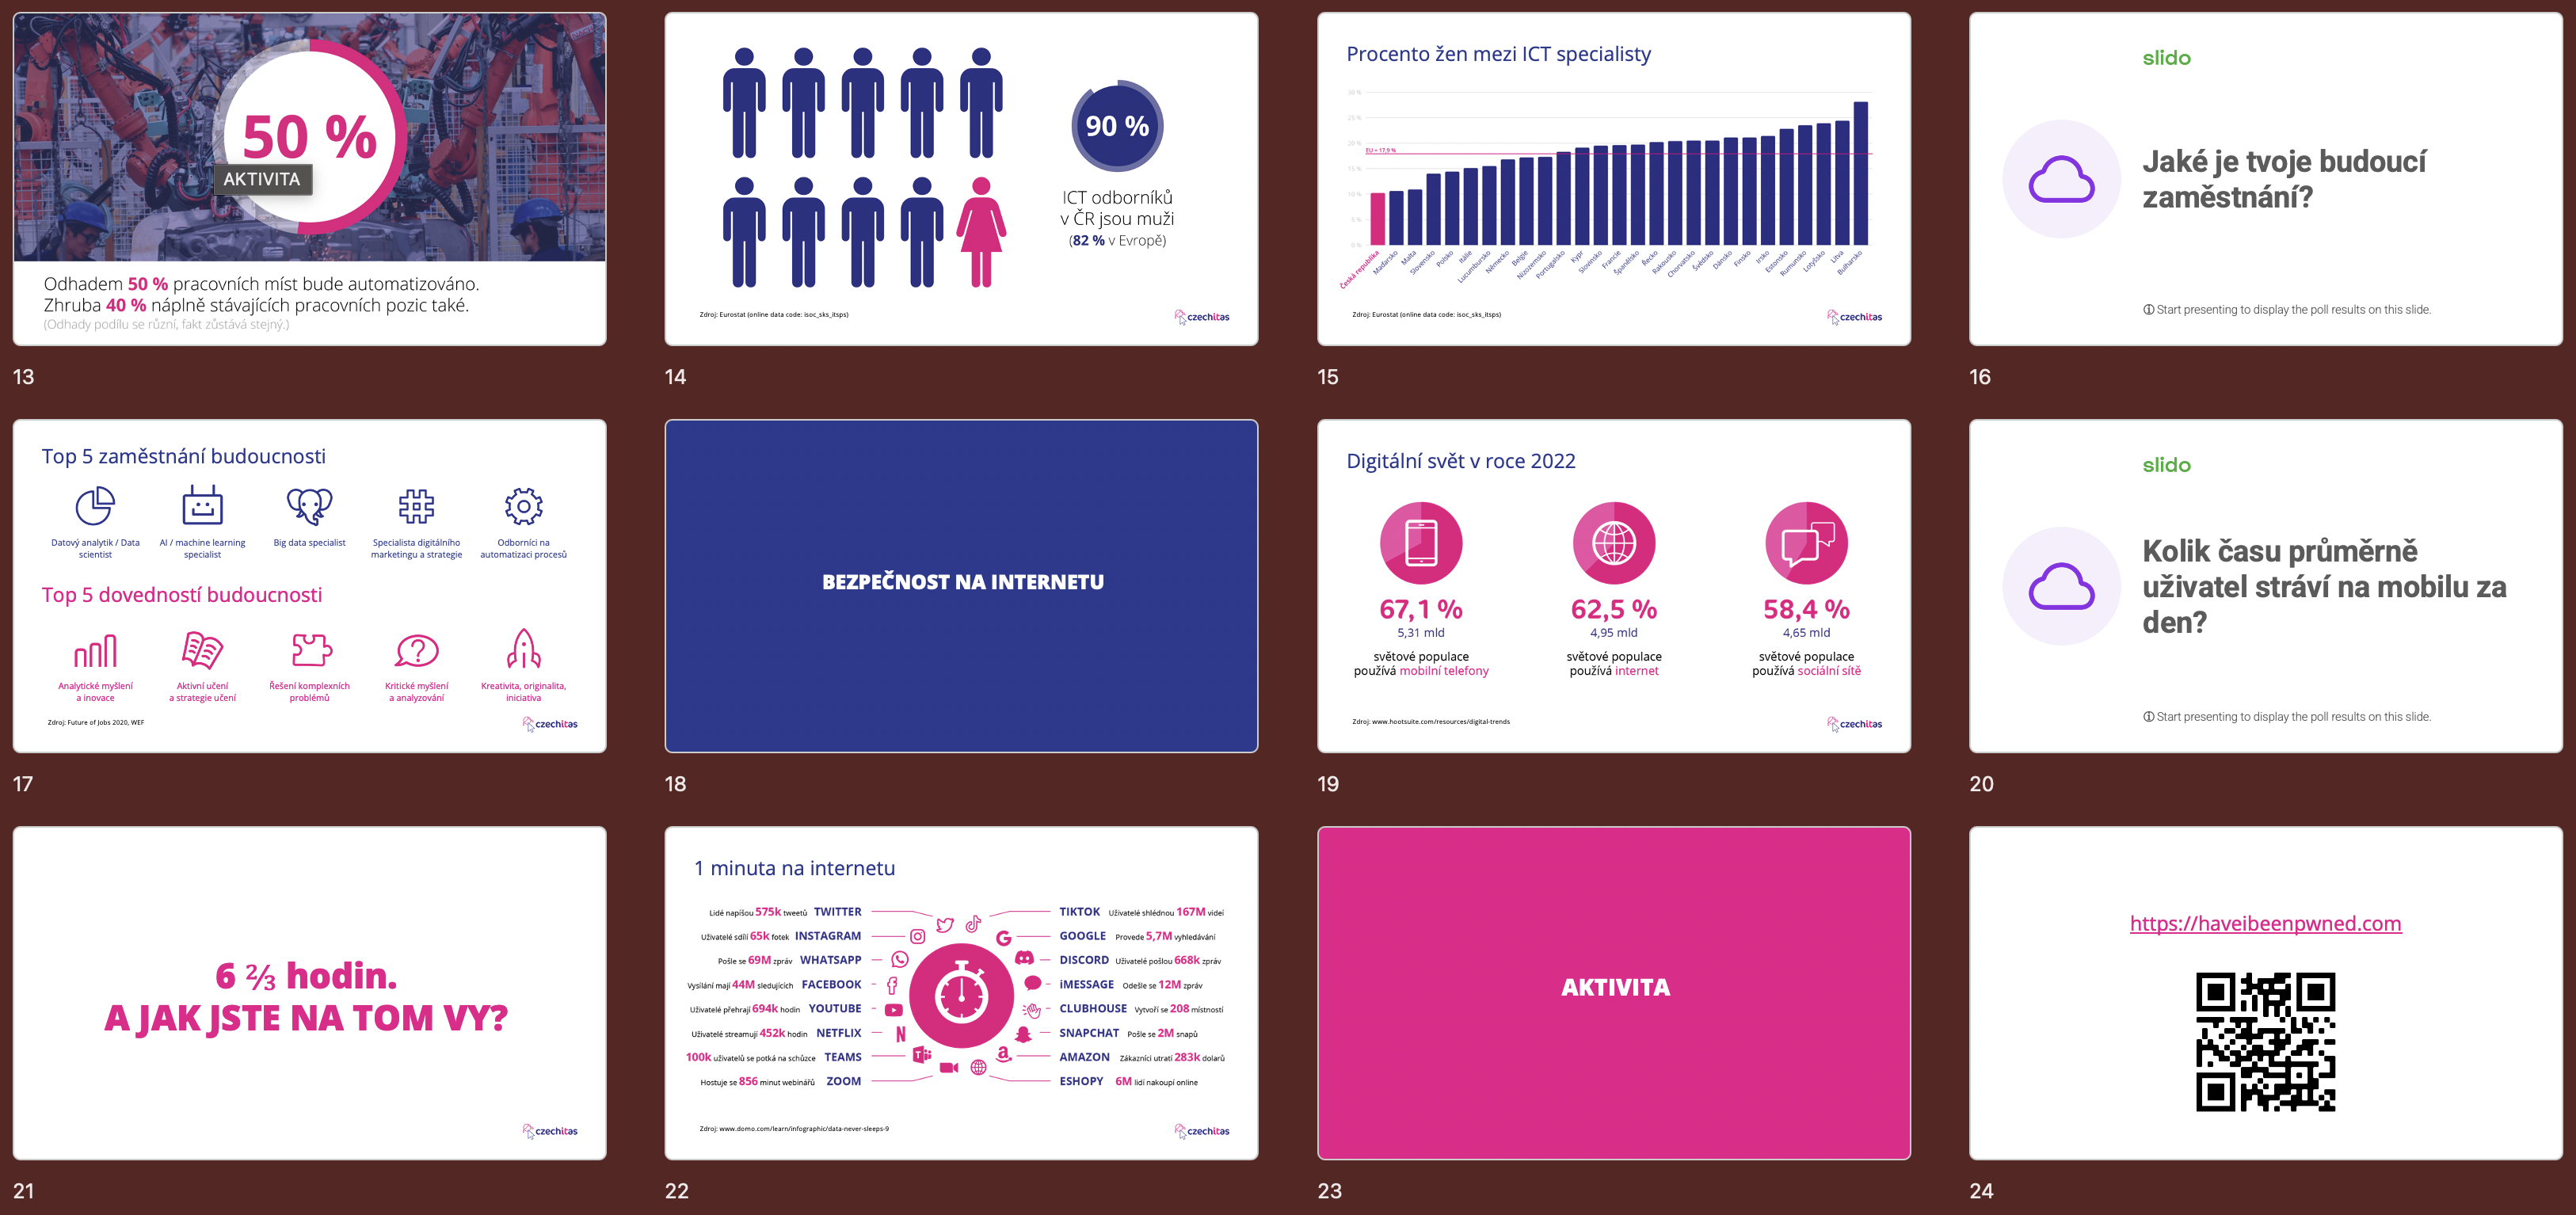 50 %
AKTIVITA
Odhadem 50 % pracovních míst bude automatizováno.
Zhruba 40 % náplně stávajících pracovních pozic také.
(Odhady podílu se různí, fakt zůstává stejný.)
13
90 %
ICT odborníků
v ČR jsou muži
(82 % v Evropě)
Zdroj: Eurostat (online data code: isoc_sks_itsps)
czechitas
14
Procento žen mezi ICT specialisty
30 %
25 %
20 %
EU = 17,9 %
15 %
10 %
5 %
0 %
Česká republika
Maďarsko
Malta
Slovensko
Polsko
Itálie
Lucumbursko
Německo
Belgie
Nizozemsko
Portugalsko
Kypr
Slovinsko
Francie
Španělsko
Řecko
Rakousko
Chorvatsko
Švédsko
Dánsko
Finsko
Irsko
Estonsko
Rumunsko
Lotyšsko
Litva
Bulharsko
Zdroj: Eurostat (online data code: isoc_sks_itsps)
czechitas
15
slido
Jaké je tvoje budoucí
zaměstnání?
Start presenting to display the poll results on this slide.
16
Top 5 zaměstnání budoucnosti
Datový analytik / Data
scientist
AI / machine learning
specialist
Big data specialist
Specialista digitálního
marketingu a strategie
Odborníci na
automatizaci procesů
Top 5 dovedností budoucnosti
Analytické myšlení
a inovace
Aktivní učení
a strategie učení
Řešení komplexních
problémů
Kritické myšlení
a analyzování
Kreativita, originalita,
iniciativa
Zdroj: Future of Jobs 2020, WEF
czechitas
17
BEZPEČNOST NA INTERNETU
18
Digitální svět v roce 2022
67,1 %
5,31 mld
světové populace
používá mobilní telefony
62,5 %
4,95 mld
světové populace
používá internet
58,4 %
4,65 mld
světové populace
používá sociální sítě
Zdroj: www.hootsuite.com/resources/digital-trends
czechitas
19
slido
Kolik času průměrně
uživatel stráví na mobilu za
den?
Start presenting to display the poll results on this slide.
20
6 ⅔ hodin.
A JAK JSTE NA TOM VY?
czechitas
21
1 minuta na internetu
Lidé napíšou 575k tweetů TWITTER
Uživatelé sdílí 65k fotek INSTAGRAM
Pošle se 69M zpráv WHATSAPP
Vysílání mají 44M sledujících FACEBOOK
Uživatelé přehrají 694k hodin YOUTUBE
Uživatelé streamují 452k hodin NETFLIX
100k uživatelů se potká na schůzce TEAMS
Hostuje se 856 minut webinářů ZOOM
TIKTOK Uživatelé shlédnou 167M videí
GOOGLE Provede 5,7M vyhledávání
DISCORD Uživatelé pošlou 668k zpráv
iMESSAGE Odešle se 12M zpráv
CLUBHOUSE Vytvoří se 208 místností
SNAPCHAT Pošle se 2M snapů
AMAZON Zákazníci utratí 283k dolarů
ESHOPY 6M lidí nakoupí online
Zdroj: www.domo.com/learn/infographic/data-never-sleeps-9
czechitas
22
AKTIVITA
23
https://haveibeenpwned.com
24